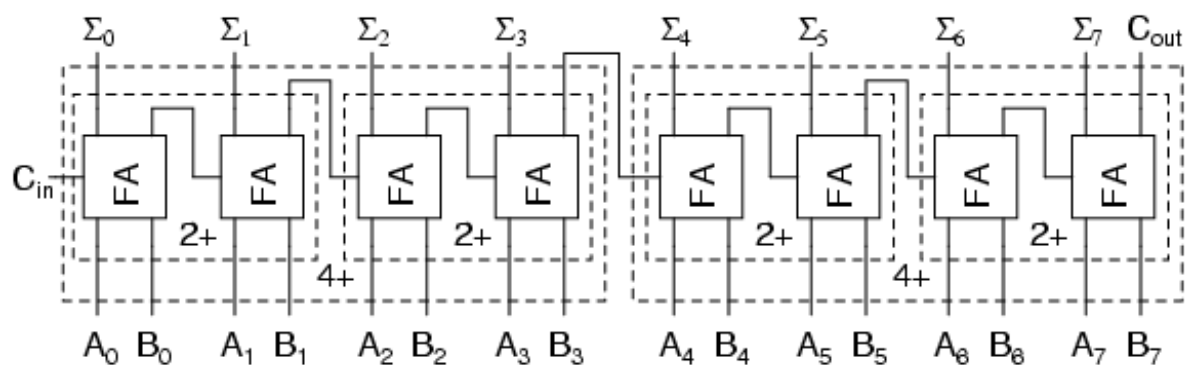 Σ₀ Σ₁ Σ₂ Σ₃ Σ₄ Σ₅ Σ₆ Σ₇ Cout
Cin FA FA FA FA FA FA FA FA
2+ 2+ 2+ 2+
4+ 4+
A₀ B₀ A₁ B₁ A₂ B₂ A₃ B₃ A₄ B₄ A₅ B₅ A₆ B₆ A₇ B₇